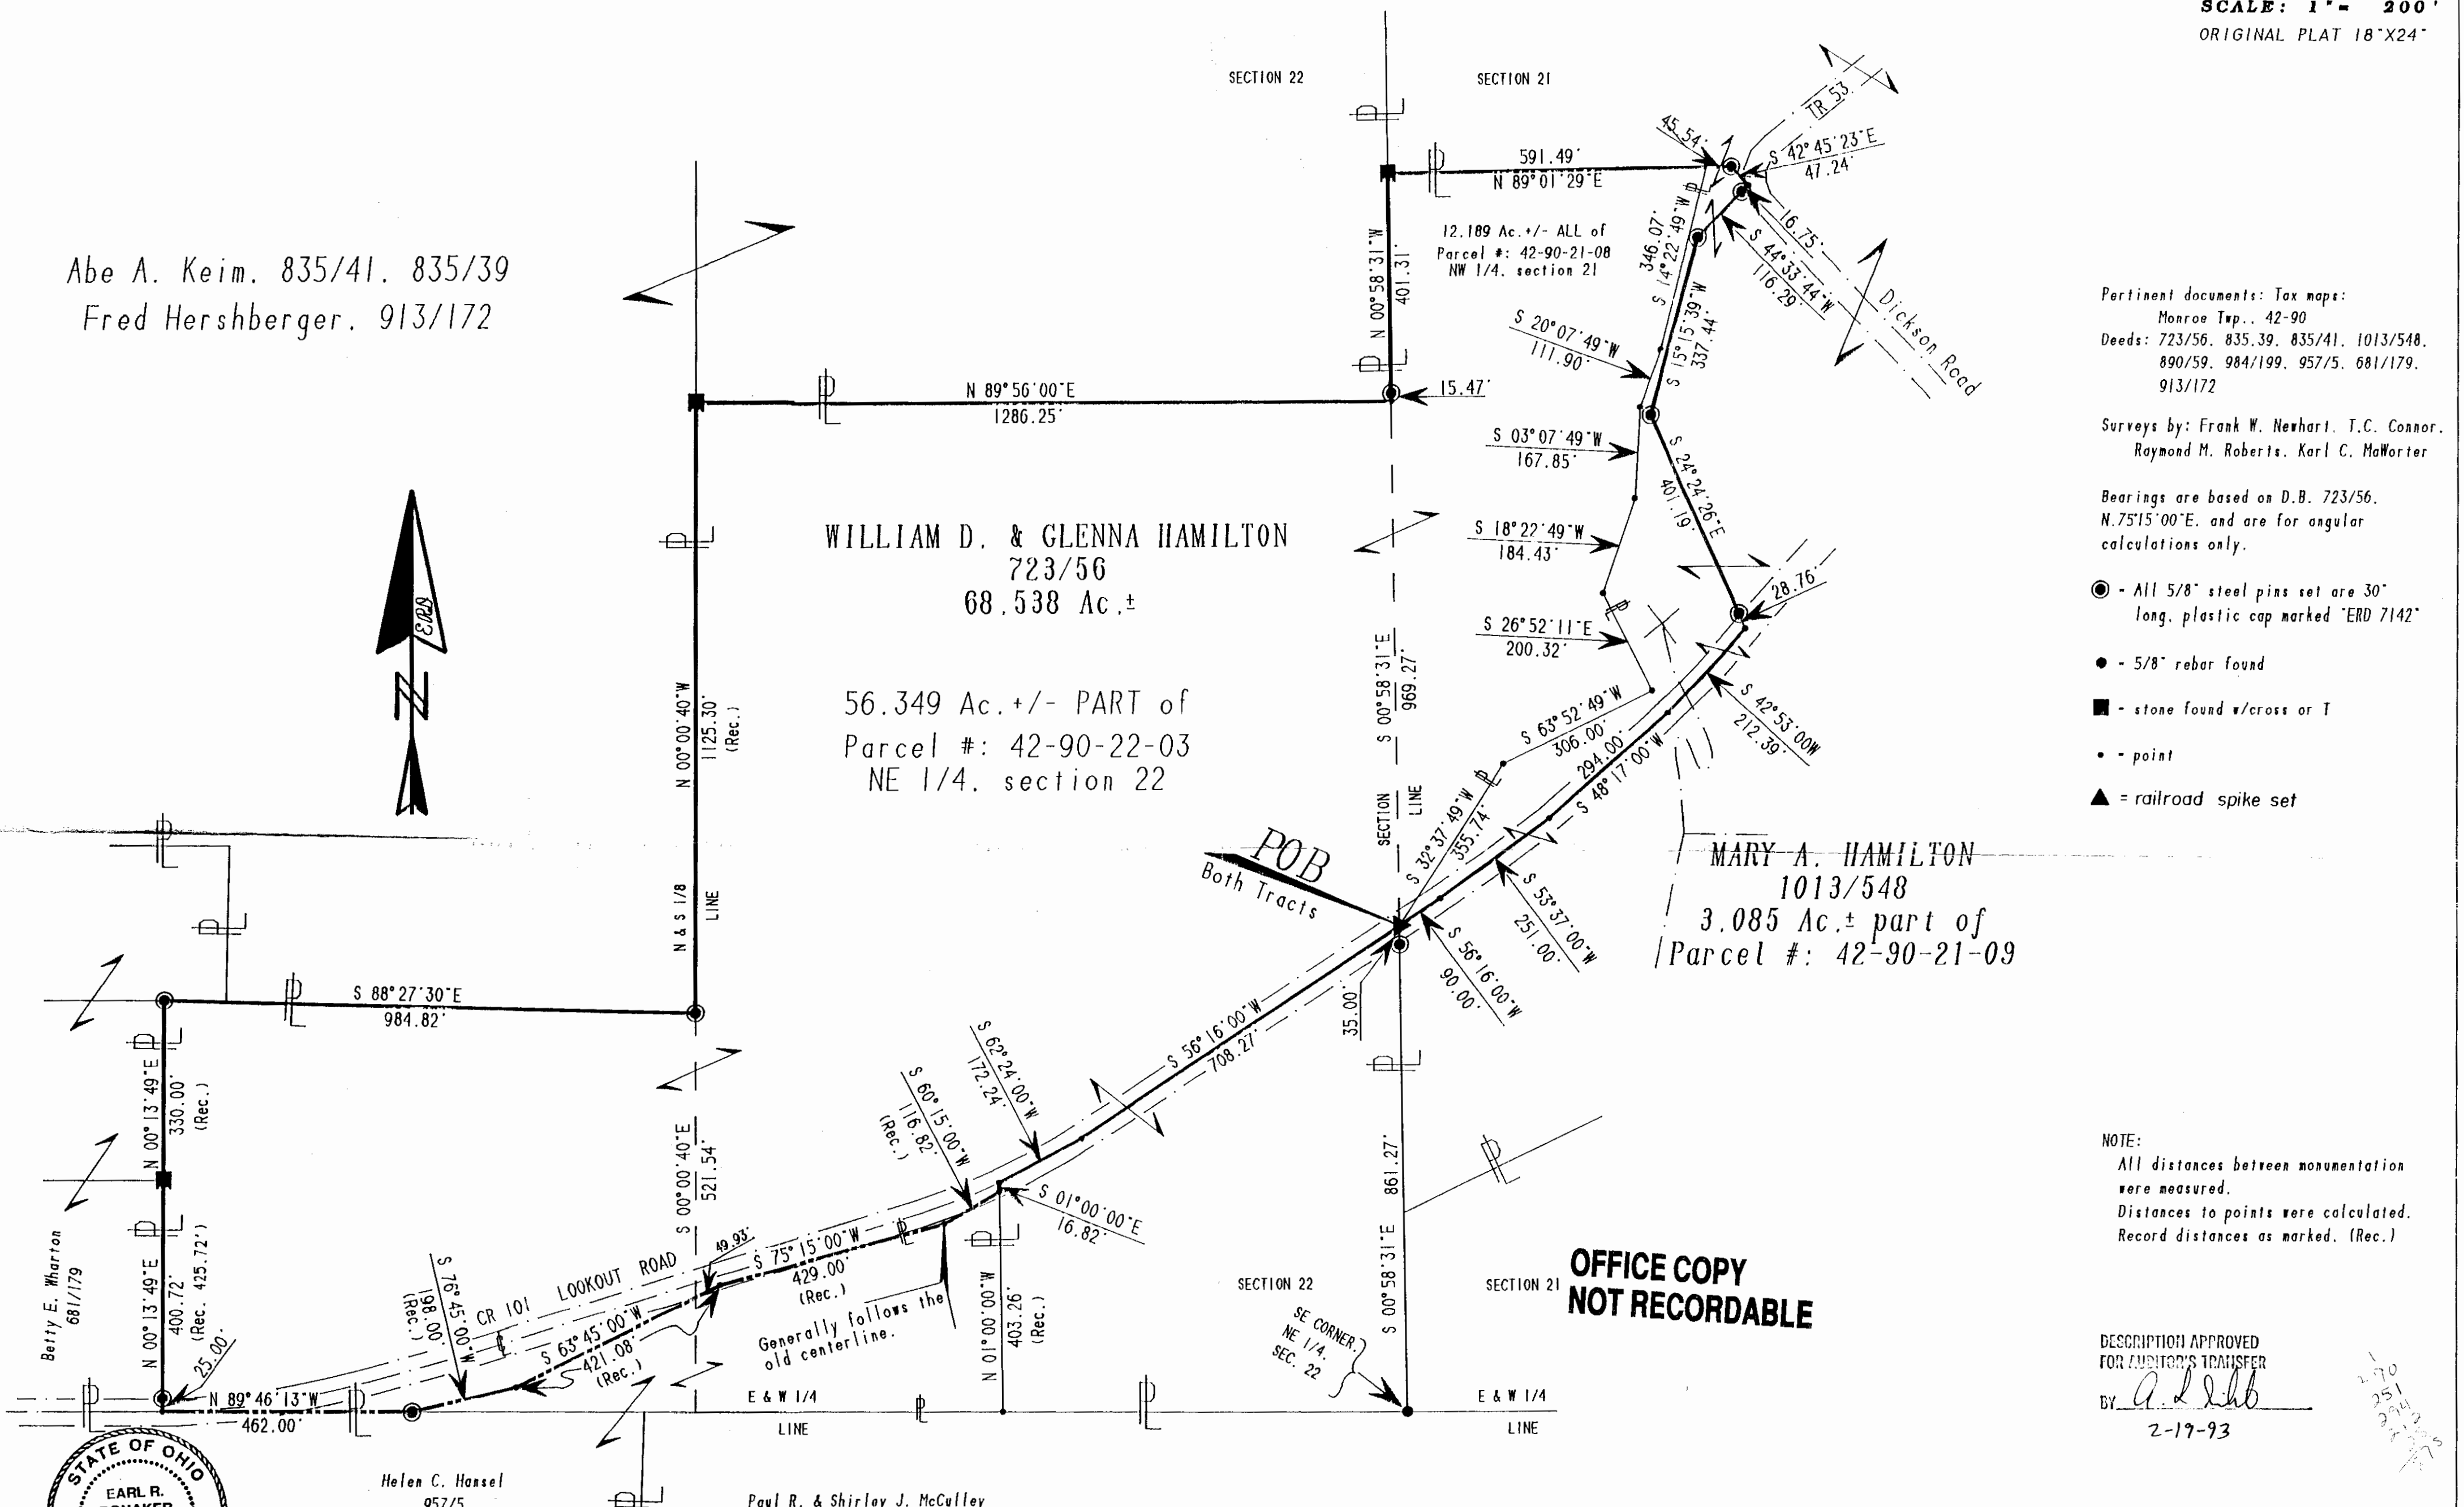 SCALE: 1"= 200'
ORIGINAL PLAT 18"X24"
SECTION 22
SECTION 21
TR 53
45.54'
S 42°45'23"E
47.24'
591.49'
N 89°01'29"E
16.75'
S 44°33'44"W
116.29'
Dickson Road
12.189 Ac.+/- ALL of
Parcel #: 42-90-21-08
NW 1/4. section 21
346.07'
S 14°22'49"W
N 00°58'31"W
401.31'
Abe A. Keim. 835/41. 835/39
Fred Hershberger. 913/172
S 15°15'39"W
337.44'
S 20°07'49"W
111.90'
N 89°56'00"E
1286.25'
15.47'
S 03°07'49"W
167.85'
S 24°24'26"E
401.19'
Pertinent documents: Tax maps:
Monroe Twp.. 42-90
Deeds: 723/56. 835.39. 835/41. 1013/548.
890/59. 984/199. 957/5. 681/179.
913/172
Surveys by: Frank W. Newhart. T.C. Connor.
Raymond M. Roberts. Karl C. MaWorter
Bearings are based on D.B. 723/56.
N.75°15'00"E. and are for angular
calculations only.
- All 5/8" steel pins set are 30"
long. plastic cap marked "ERD 7142"
- 5/8" rebar found
- stone found w/cross or T
- point
= railroad spike set
WILLIAM D. & GLENNA HAMILTON
723/56
68.538 Ac.±
56.349 Ac.+/- PART of
Parcel #: 42-90-22-03
NE 1/4. section 22
N
S 18°22'49"W
184.43'
28.76'
S 26°52'11"E
200.32'
S 00°58'31"E
969.27'
SECTION
LINE
N 00°00'40"W
1125.30'
(Rec.)
N & S 1/8
LINE
S 63°52'49"W
306.00'
S 42°53'00W
212.39'
294.00'
S 48°17'00"W
S 32°37'49"W
355.74'
POB
Both Tracts
MARY A. HAMILTON
1013/548
3.085 Ac.± part of
Parcel #: 42-90-21-09
S 53°37'00"W
251.00'
S 56°16'00"W
90.00'
35.00'
S 88°27'30"E
984.82'
N 00°13'49"E
330.00'
(Rec.)
S 56°16'00"W
708.27'
S 62°24'00"W
172.24'
S 60°15'00"W
116.82'
(Rec.)
S 00°00'40"E
521.54'
S 01°00'00"E
16.82'
S 00°58'31"E
861.27'
Betty E. Wharton
681/179
N 00°13'49"E
400.72'
(Rec. 425.72')
25.00'
49.93'
S 75°15'00"W
429.00'
(Rec.)
CR 101 LOOKOUT ROAD
S 76°45'00"W
198.00'
(Rec.)
S 63°45'00"W
421.08'
(Rec.)
Generally follows the
old centerline.
N 01°00'00"W
403.26'
(Rec.)
N 89°46'13"W
462.00'
E & W 1/4
LINE
SECTION 22
SECTION 21
SE CORNER.
NE 1/4.
SEC. 22
E & W 1/4
LINE
OFFICE COPY
NOT RECORDABLE
NOTE:
All distances between monumentation
were measured.
Distances to points were calculated.
Record distances as marked. (Rec.)
DESCRIPTION APPROVED
FOR AUDITOR'S TRANSFER
BY
2-19-93
STATE OF OHIO
EARL R.
Helen C. Hansel
957/5
Paul R. & Shirley J. McCulley